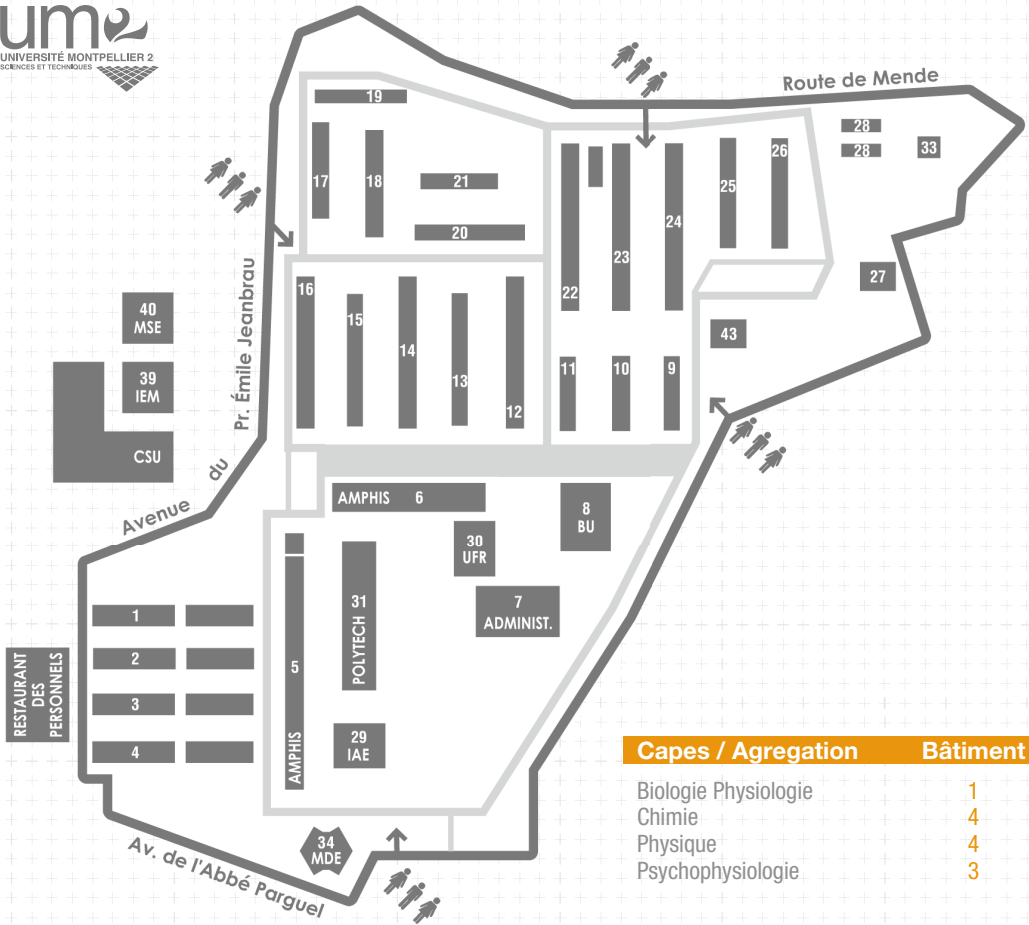 um2
UNIVERSITÉ MONTPELLIER 2
SCIENCES ET TECHNIQUES
Route de Mende
19
28
28
33
17
18
21
20
25
26
24
23
22
27
16
15
14
13
12
43
11
10
9
Pr. Émile Jeanbrau
du
Avenue
40
MSE
39
IEM
CSU
AMPHIS 6
8
BU
30
UFR
7
ADMINIST.
POLYTECH 31
5
AMPHIS
29
IAE
1
2
3
4
RESTAURANT
DES
PERSONNELS
34
MDE
Av. de l'Abbé Parguel
Capes / Agregation Bâtiment
Biologie Physiologie 1
Chimie 4
Physique 4
Psychophysiologie 3